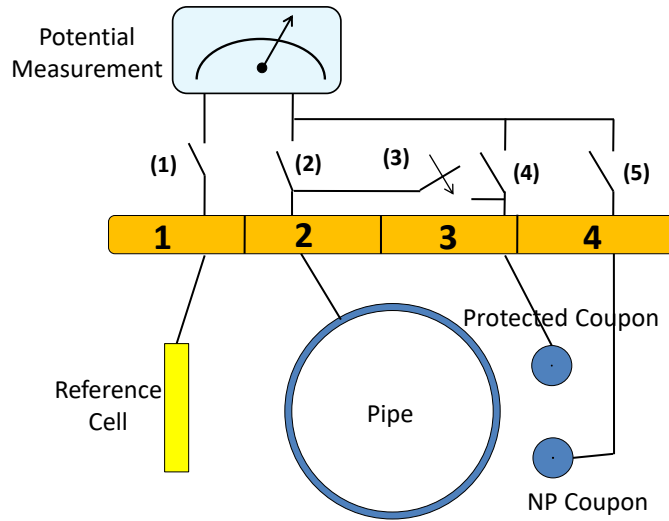 Potential
Measurement
(1)
(2)
(3)
(4)
(5)
1
2
3
4
Protected Coupon
Reference
Cell
Pipe
NP Coupon